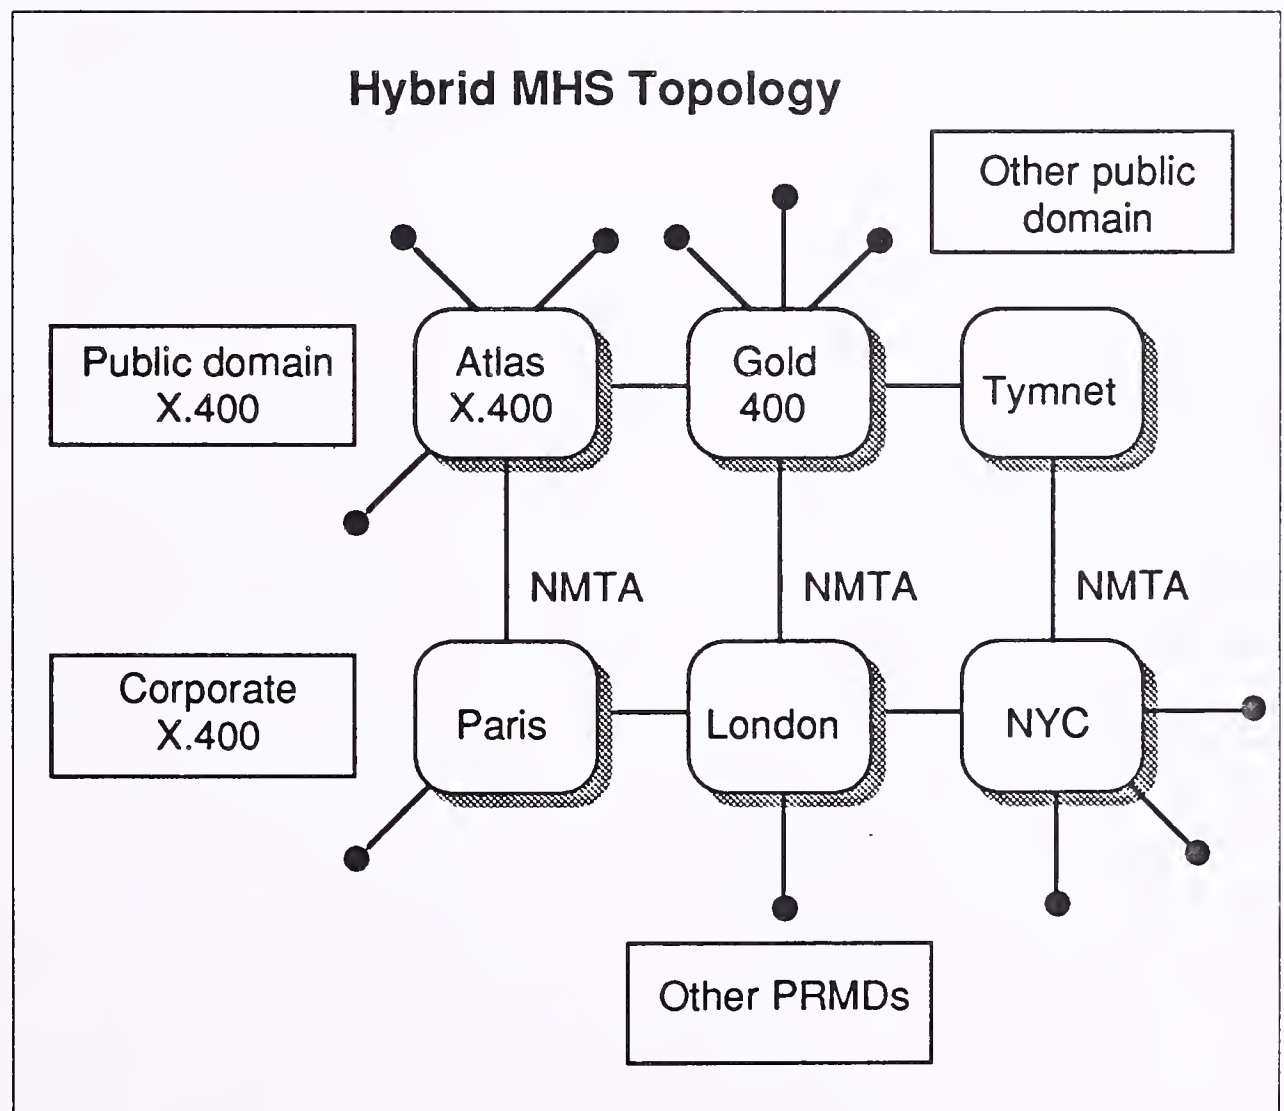 Hybrid MHS Topology
Other public
domain
Public domain
X.400
Atlas
X.400
Gold
400
Tymnet
NMTA
NMTA
NMTA
Corporate
X.400
Paris
London
NYC
Other PRMDs